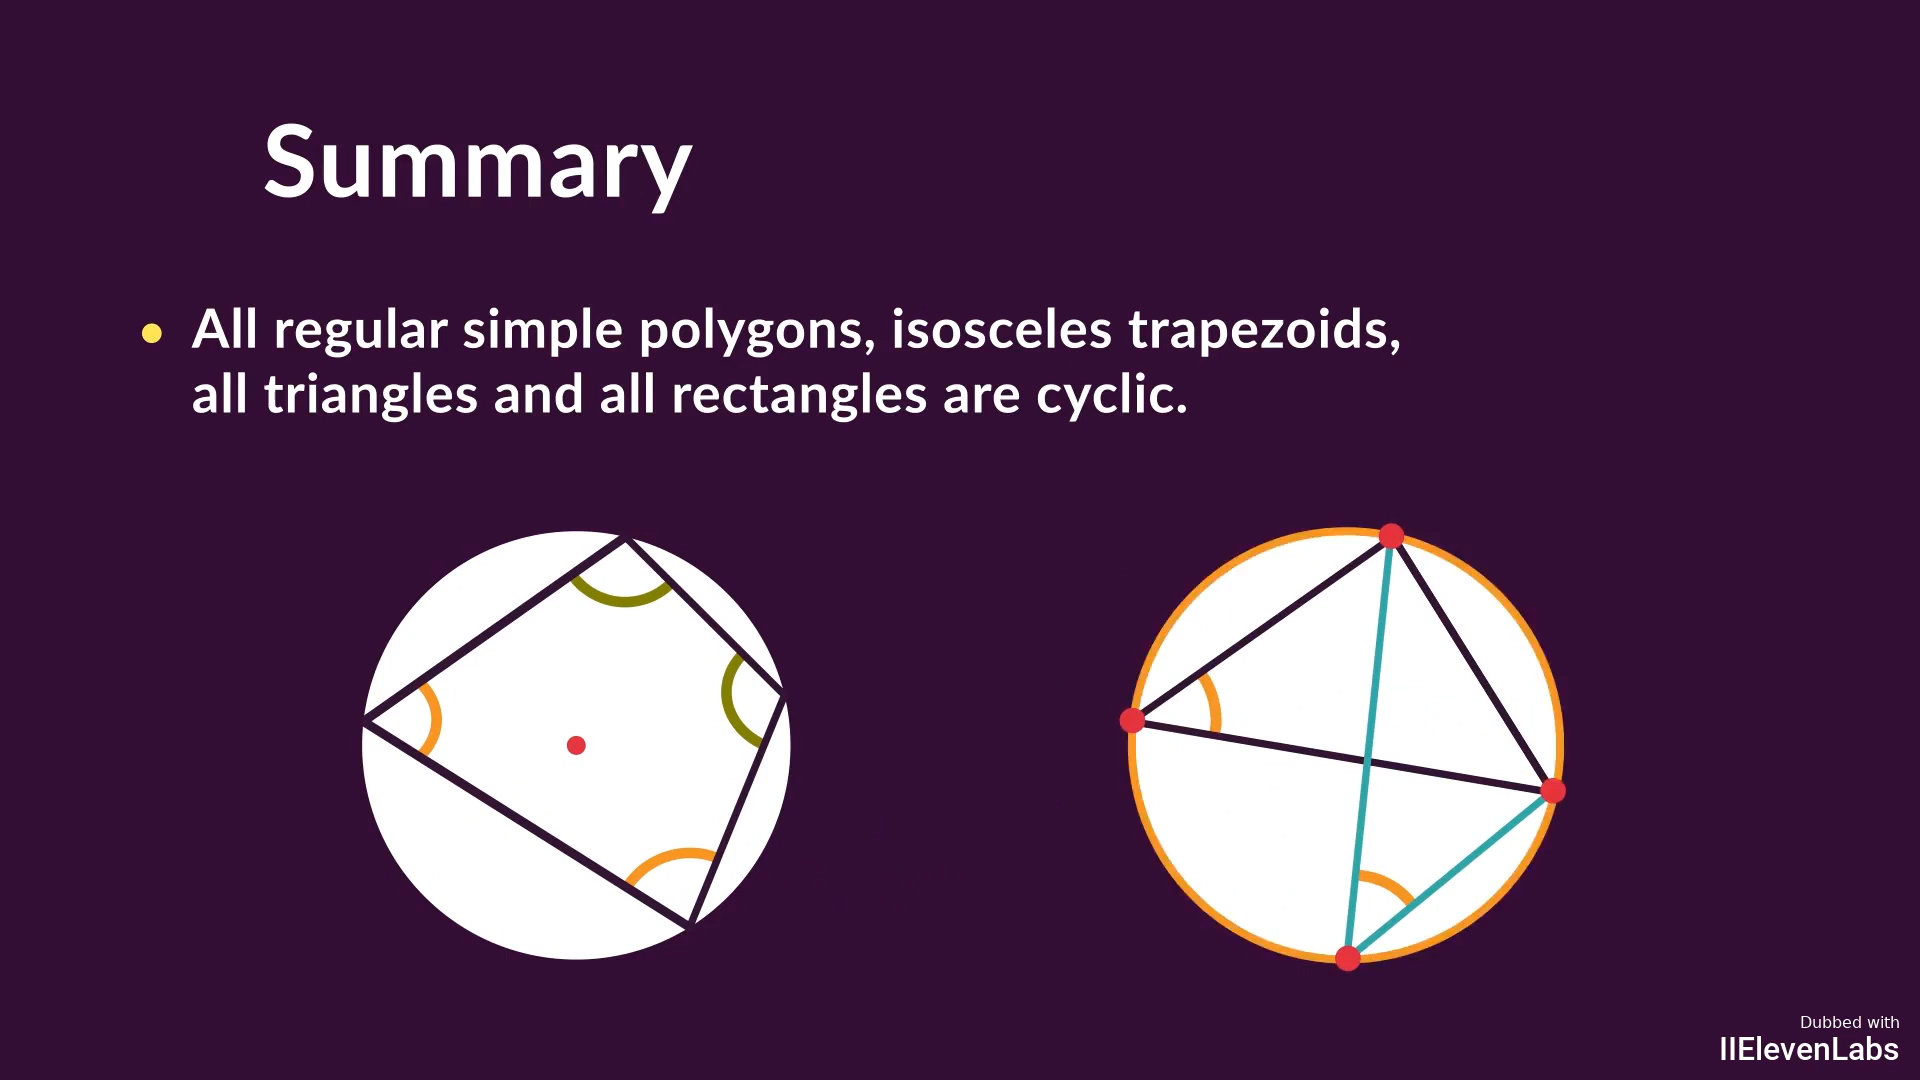 Summary
All regular simple polygons, isosceles trapezoids,
all triangles and all rectangles are cyclic.
Dubbed with
IIElevenLabs